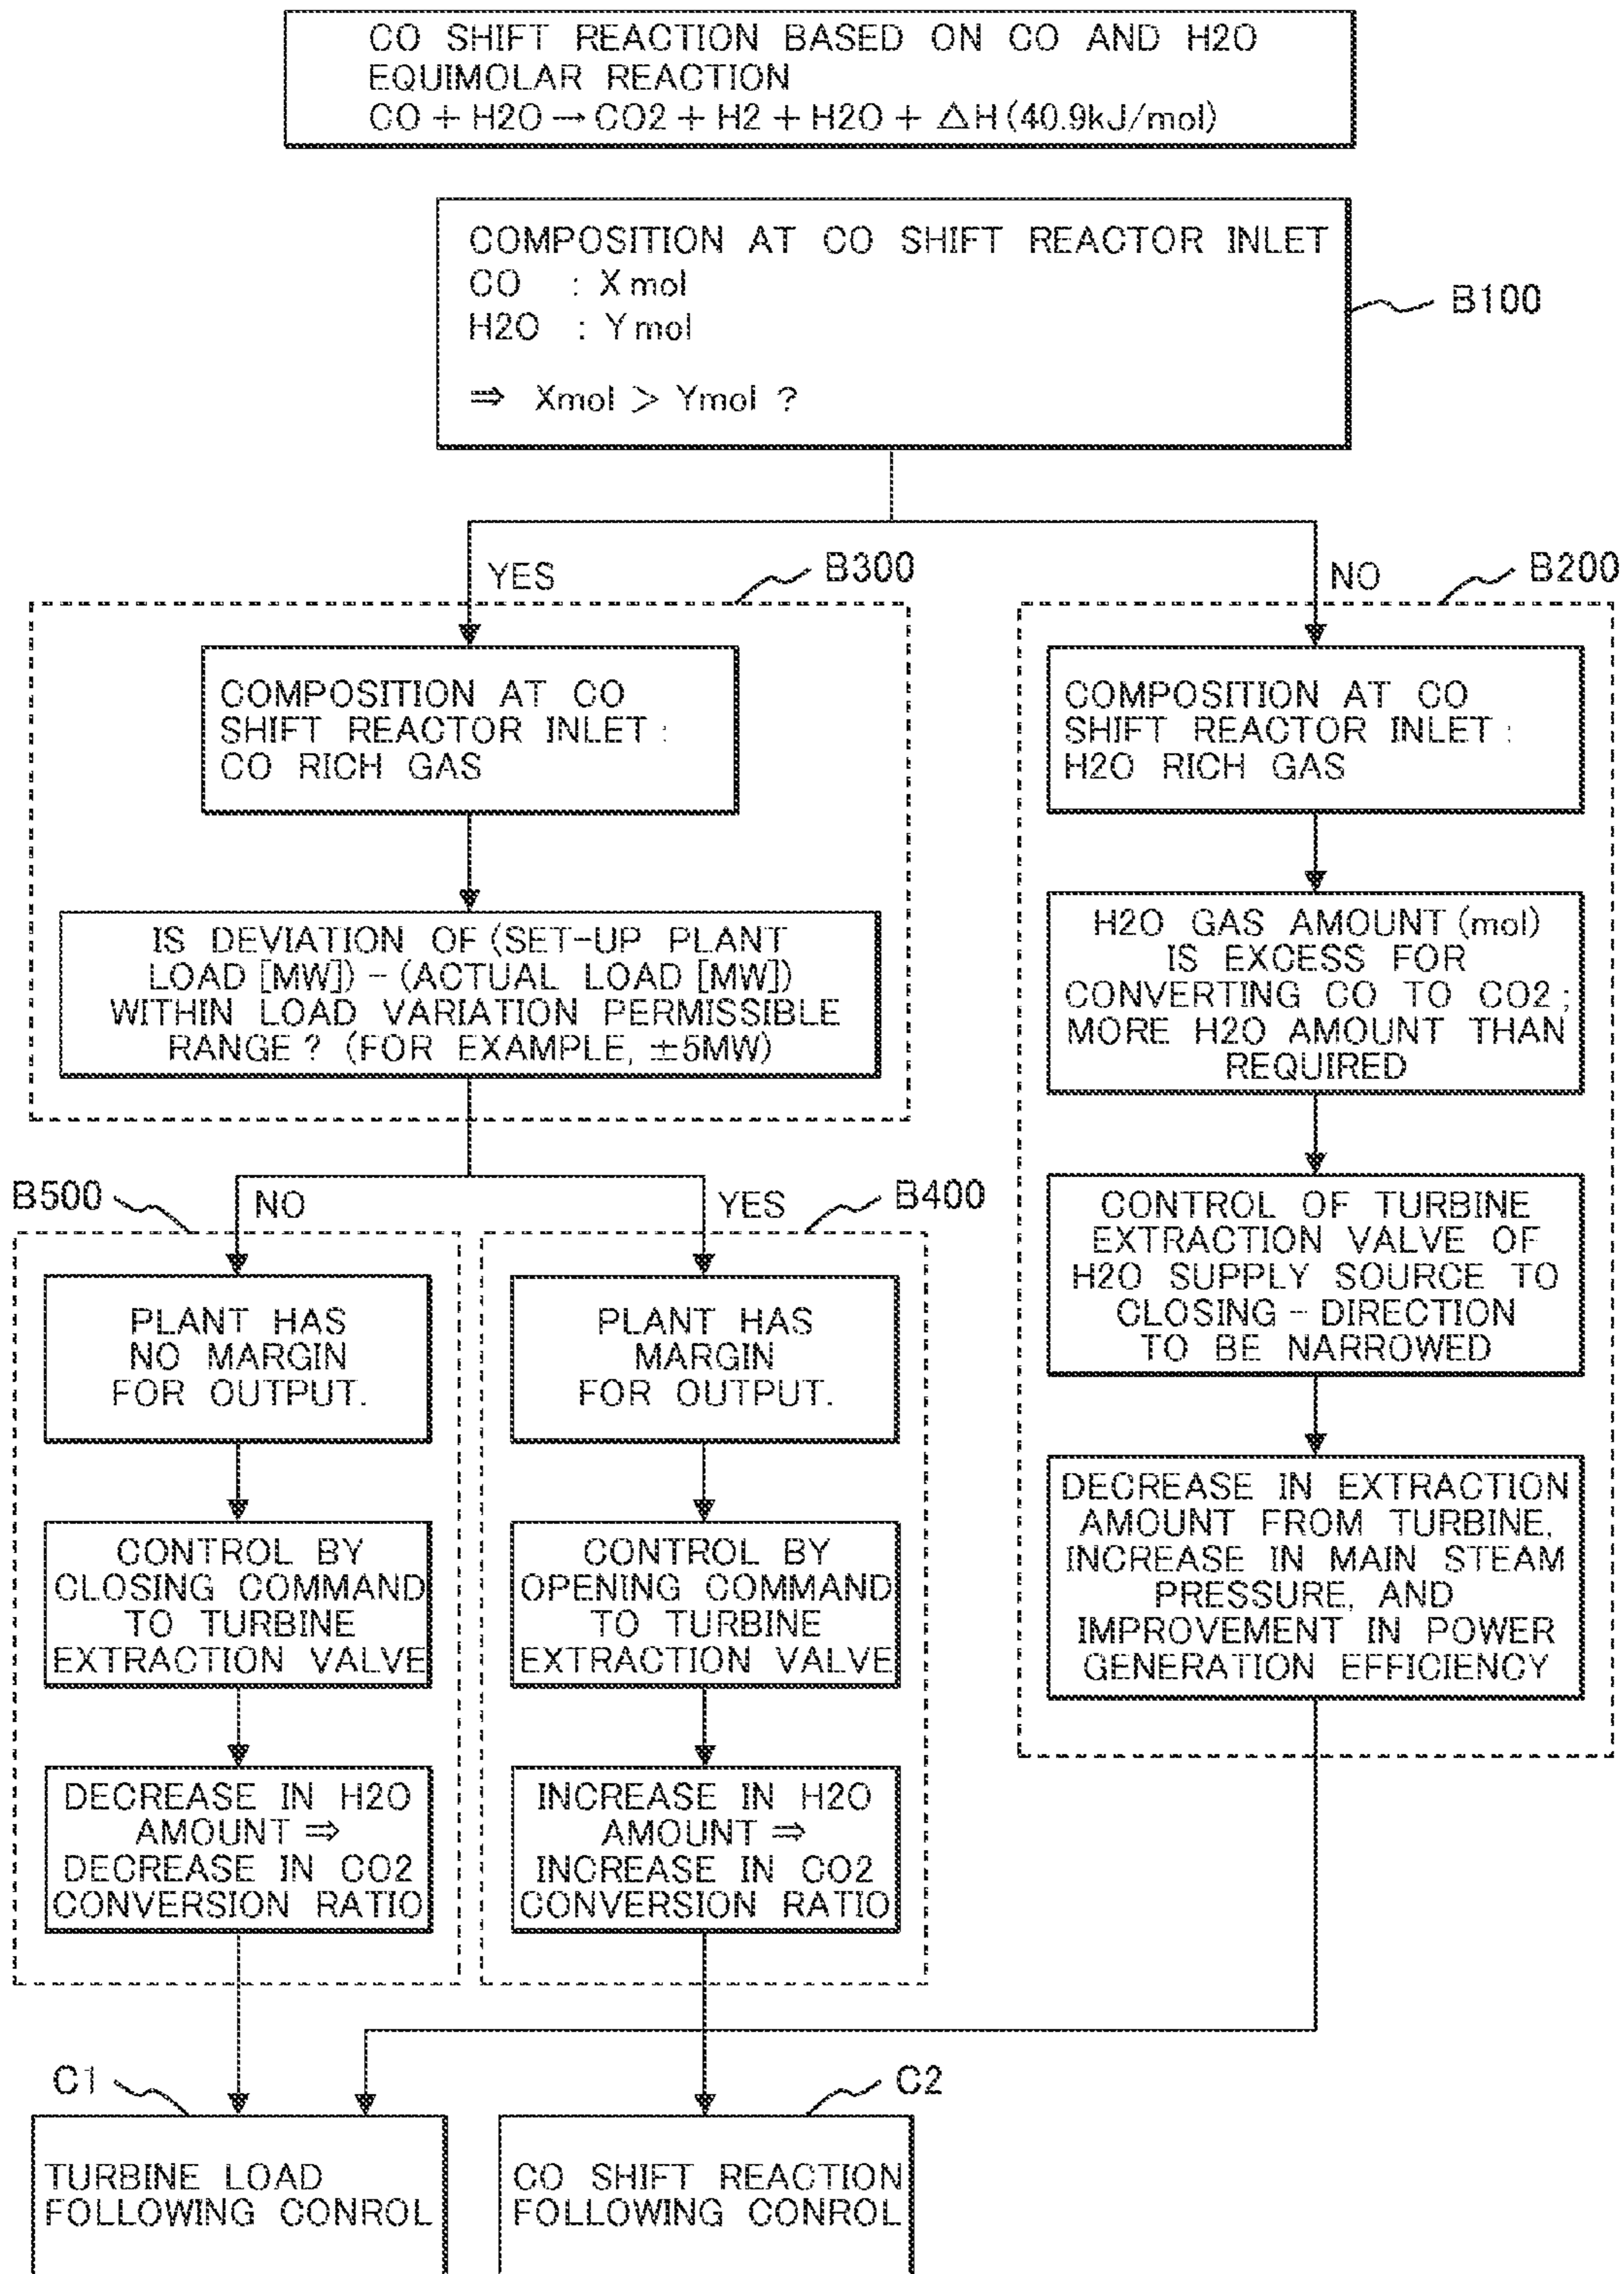 CO SHIFT REACTION BASED ON CO AND H2O
EQUIMOLAR REACTION
CO + H2O → CO2 + H2 + H2O + △H (40.9kJ/mol)
COMPOSITION AT CO SHIFT REACTOR INLET
CO : X mol
H2O : Y mol
⇒ Xmol > Ymol ?
B100
YES
B300
NO
B200
COMPOSITION AT CO
SHIFT REACTOR INLET :
CO RICH GAS
COMPOSITION AT CO
SHIFT REACTOR INLET :
H2O RICH GAS
IS DEVIATION OF (SET-UP PLANT
LOAD [MW]) - (ACTUAL LOAD [MW])
WITHIN LOAD VARIATION PERMISSIBLE
RANGE ? (FOR EXAMPLE, ±5MW)
H2O GAS AMOUNT (mol)
IS EXCESS FOR
CONVERTING CO TO CO2 ;
MORE H2O AMOUNT THAN
REQUIRED
B500
NO
YES
B400
CONTROL OF TURBINE
EXTRACTION VALVE OF
H2O SUPPLY SOURCE TO
CLOSING - DIRECTION
TO BE NARROWED
PLANT HAS
NO MARGIN
FOR OUTPUT.
PLANT HAS
MARGIN
FOR OUTPUT.
DECREASE IN EXTRACTION
AMOUNT FROM TURBINE,
INCREASE IN MAIN STEAM
PRESSURE, AND
IMPROVEMENT IN POWER
GENERATION EFFICIENCY
CONTROL BY
CLOSING COMMAND
TO TURBINE
EXTRACTION VALVE
CONTROL BY
OPENING COMMAND
TO TURBINE
EXTRACTION VALVE
DECREASE IN H2O
AMOUNT ⇒
DECREASE IN CO2
CONVERSION RATIO
INCREASE IN H2O
AMOUNT ⇒
INCREASE IN CO2
CONVERSION RATIO
C1
C2
TURBINE LOAD
FOLLOWING CONROL
CO SHIFT REACTION
FOLLOWING CONROL